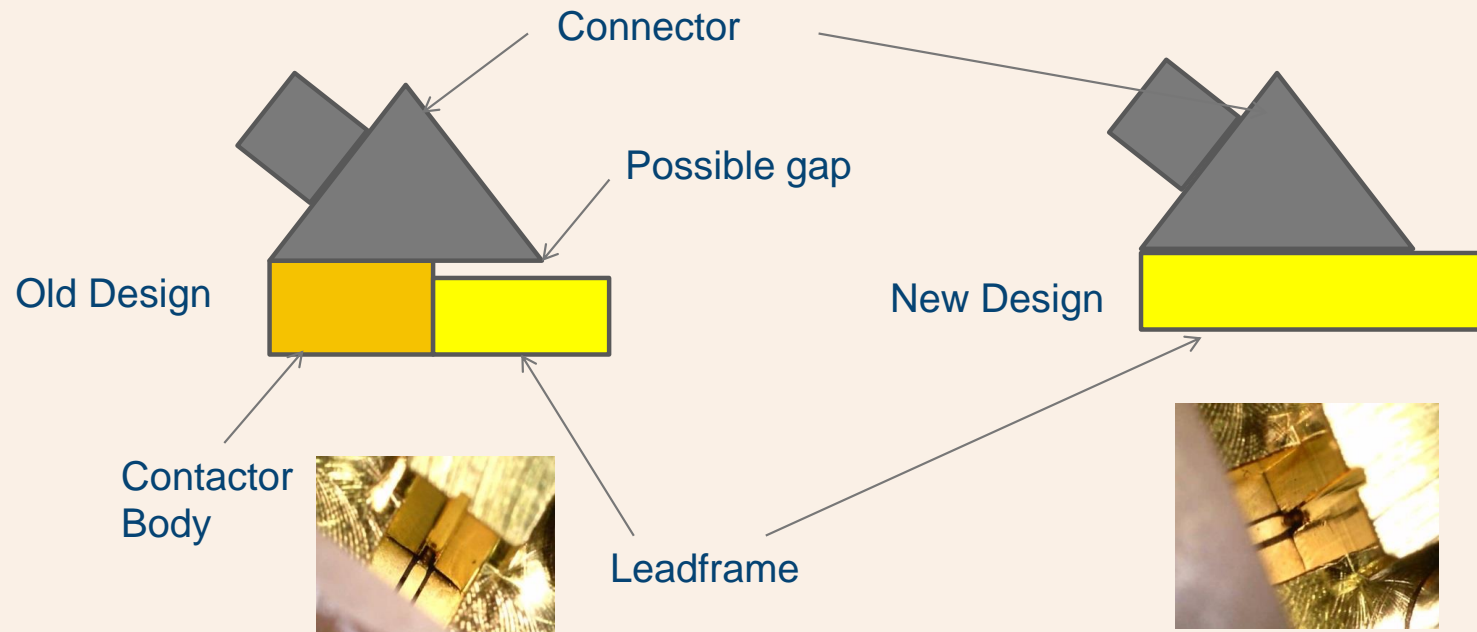 Connector
Possible gap
Old Design
New Design
Contactor
Body
Leadframe